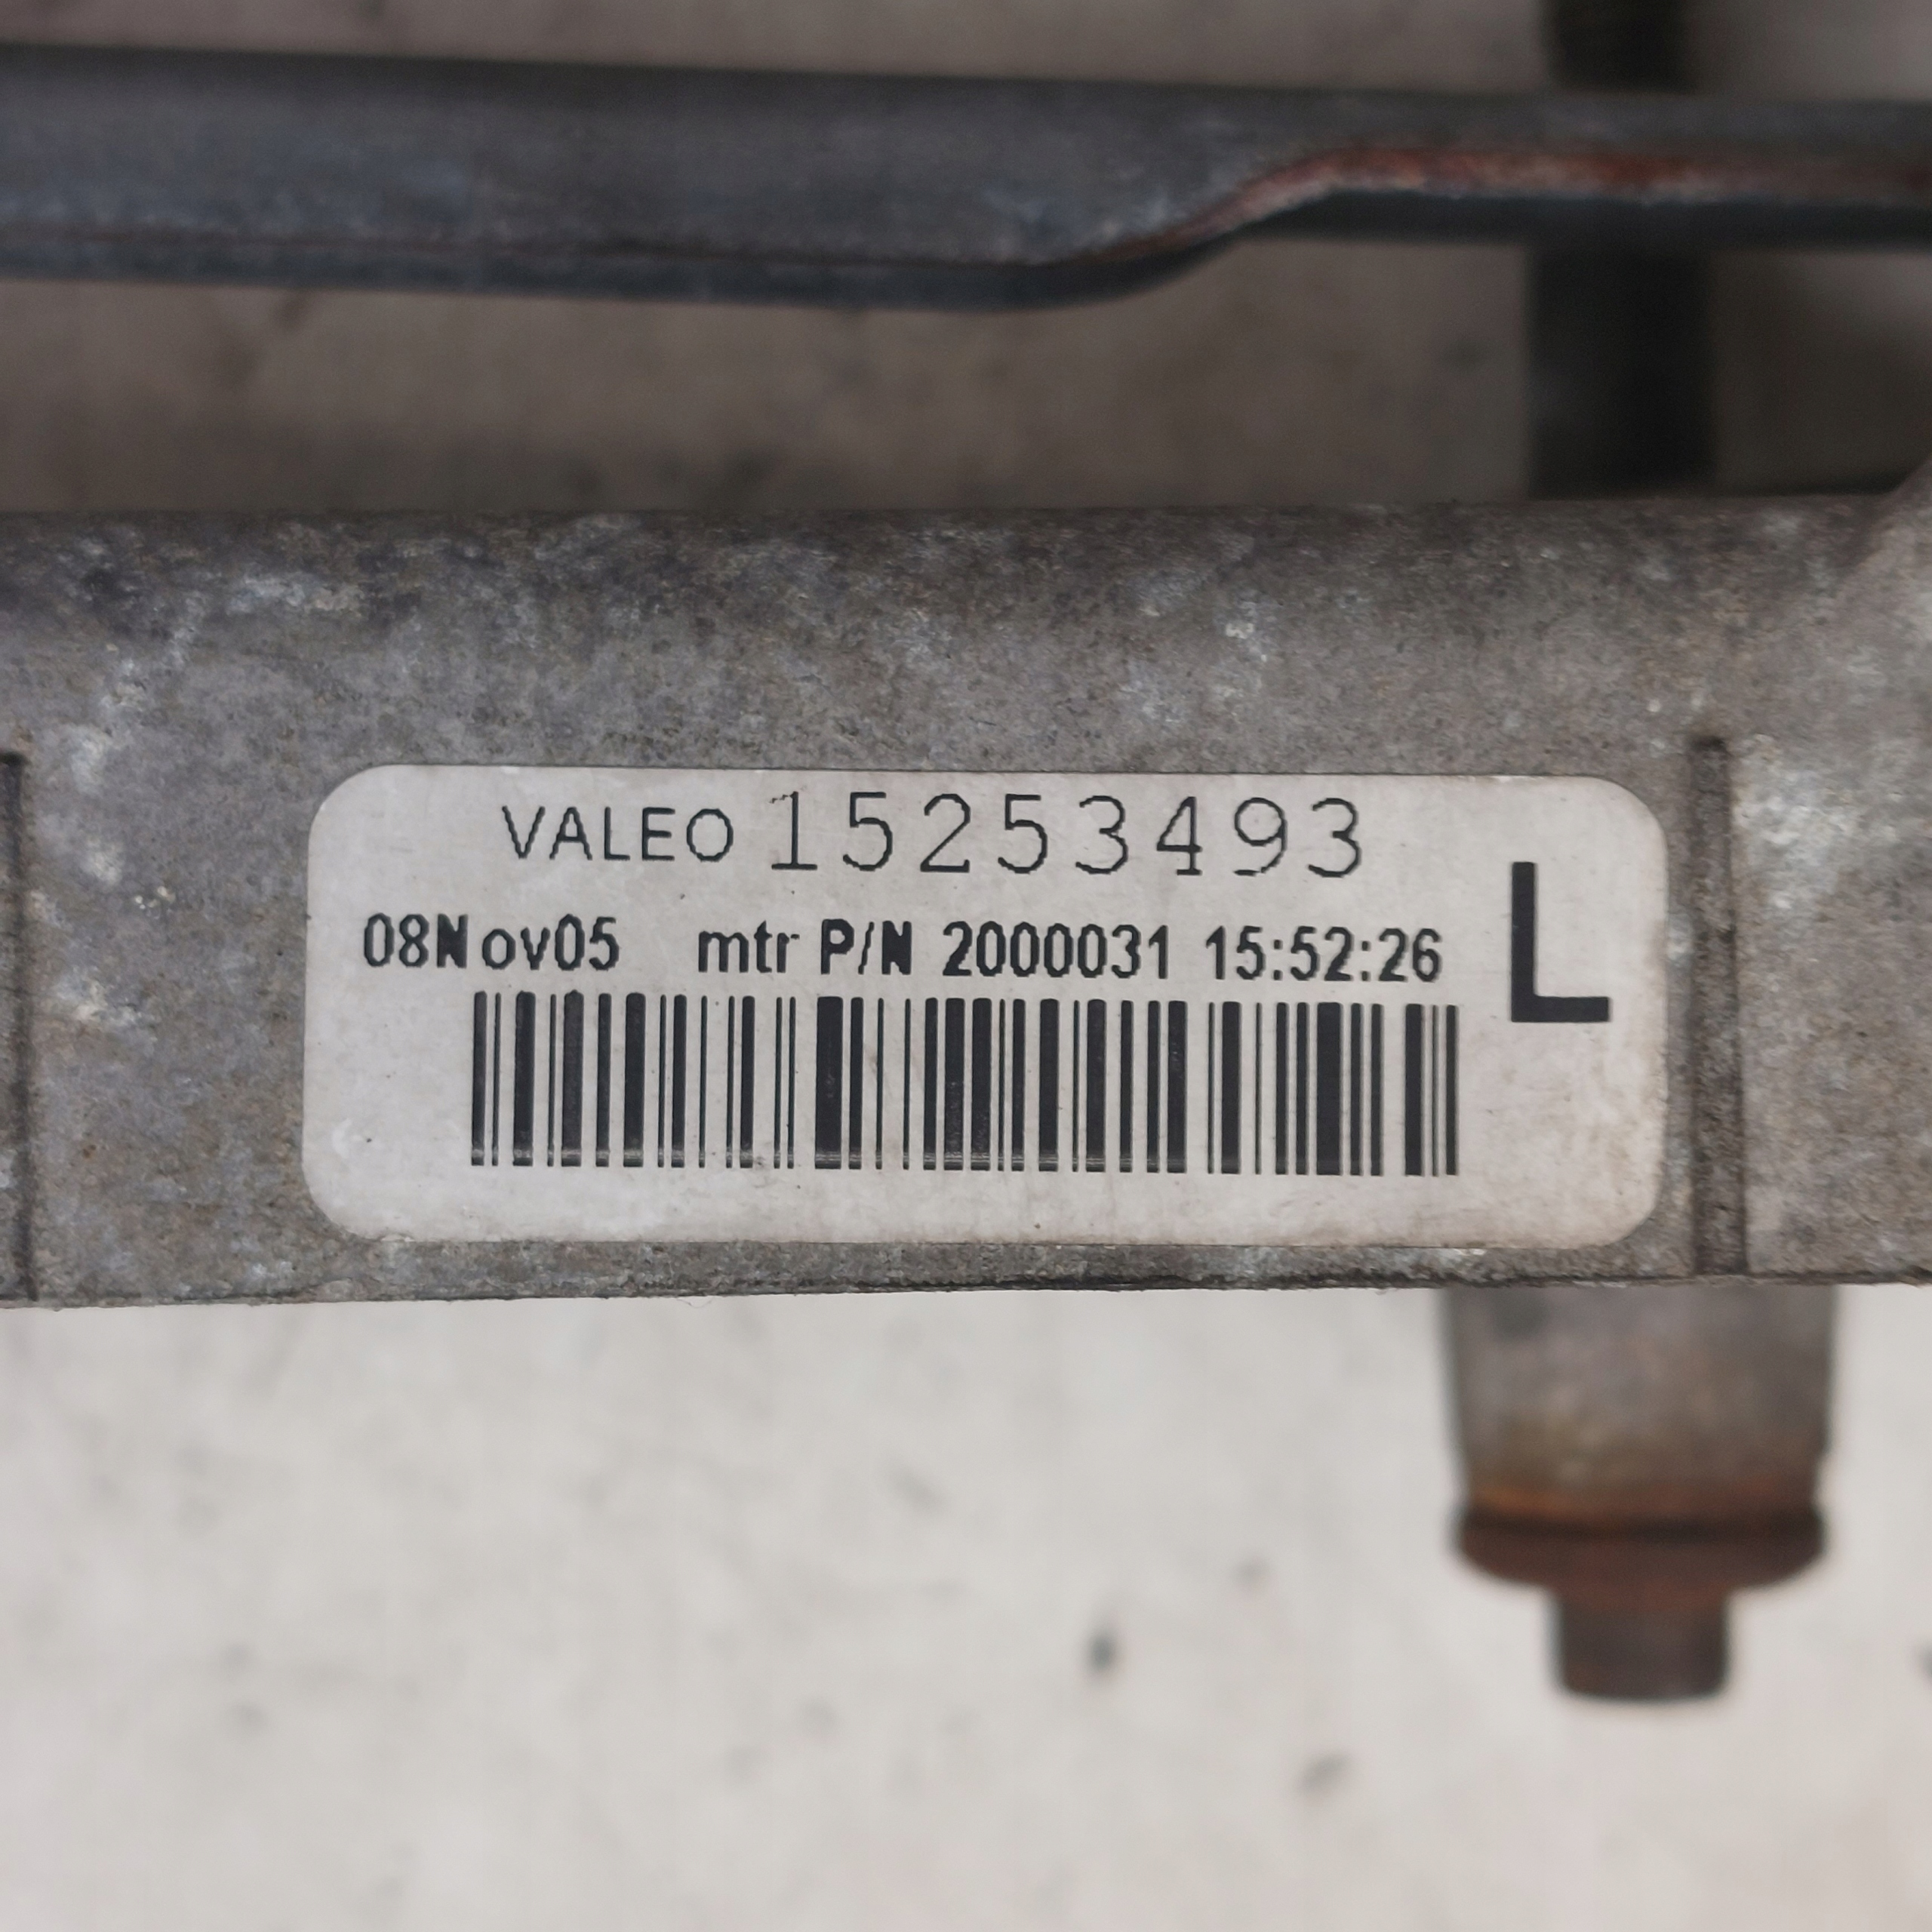 VALEO 15253493
08Nov05 mtr P/N 2000031 15:52:26
L